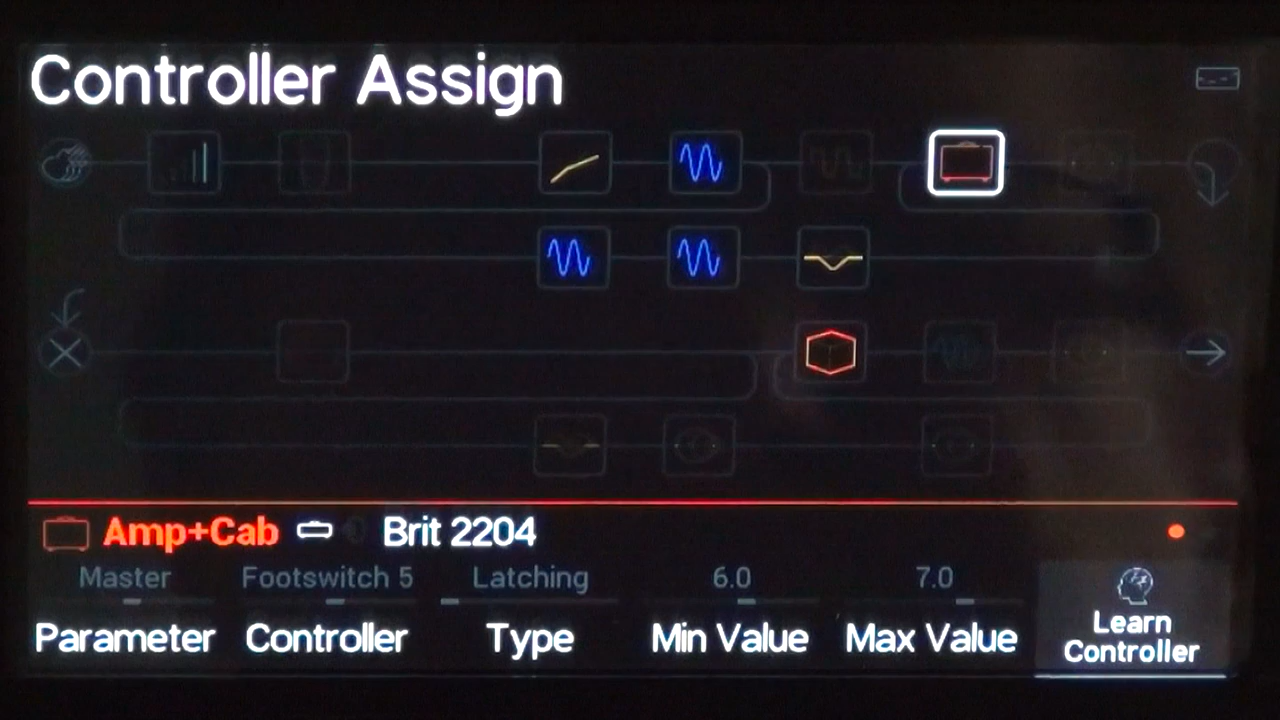 Controller Assign
Amp+Cab Brit 2204
Master Footswitch 5 Latching 6.0 7.0
Parameter Controller Type Min Value Max Value Learn
Controller